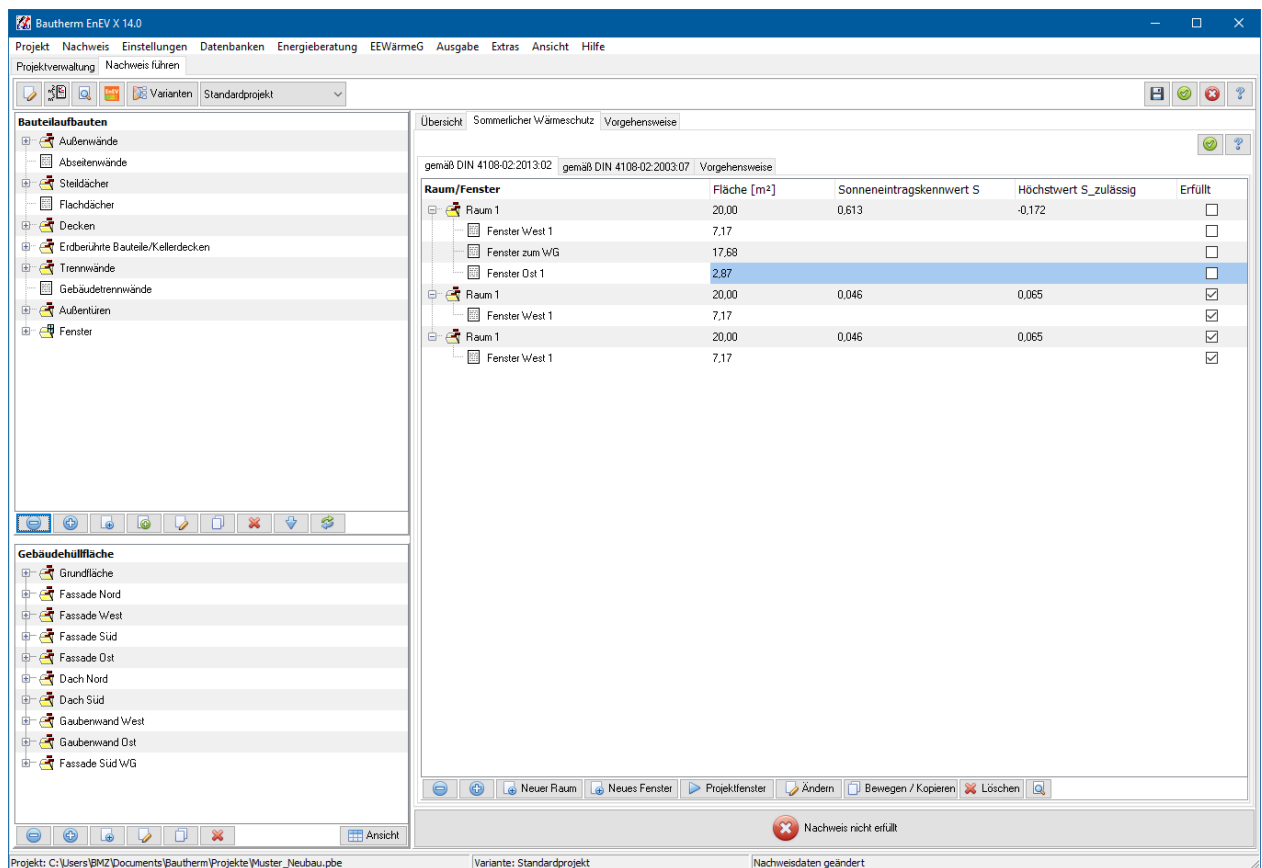 Bautherm EnEV X 14.0
Projekt Nachweis Einstellungen Datenbanken Energieberatung EEWärmeG Ausgabe Extras Ansicht Hilfe
Projektverwaltung Nachweis führen
EnEV Varianten Standardprojekt
Bauteilaufbauten
Außenwände
Abseitenwände
Steildächer
Flachdächer
Decken
Erdberührte Bauteile/Kellerdecken
Trennwände
Gebäudetrennwände
Außentüren
Fenster
Gebäudehüllfläche
Grundfläche
Fassade Nord
Fassade West
Fassade Süd
Fassade Ost
Dach Nord
Dach Süd
Gaubenwand West
Gaubenwand Ost
Fassade Süd WG
Ansicht
Übersicht Sommerlicher Wärmeschutz Vorgehensweise
gemäß DIN 4108-02:2013:02 gemäß DIN 4108-02:2003:07 Vorgehensweise
Raum/Fenster Fläche [m²] Sonneneintragskennwert S Höchstwert S_zulässig Erfüllt
Raum 1 20,00 0,613 -0,172
Fenster West 1 7,17
Fenster zum WG 17,68
Fenster Ost 1 2,87
Raum 1 20,00 0,046 0,065
Fenster West 1 7,17
Raum 1 20,00 0,046 0,065
Fenster West 1 7,17
Neuer Raum Neues Fenster Projektfenster Ändern Bewegen / Kopieren Löschen
Nachweis nicht erfüllt
Projekt: C:\Users\BMZ\Documents\Bautherm\Projekte\Muster_Neubau.pbe Variante: Standardprojekt Nachweisdaten geändert